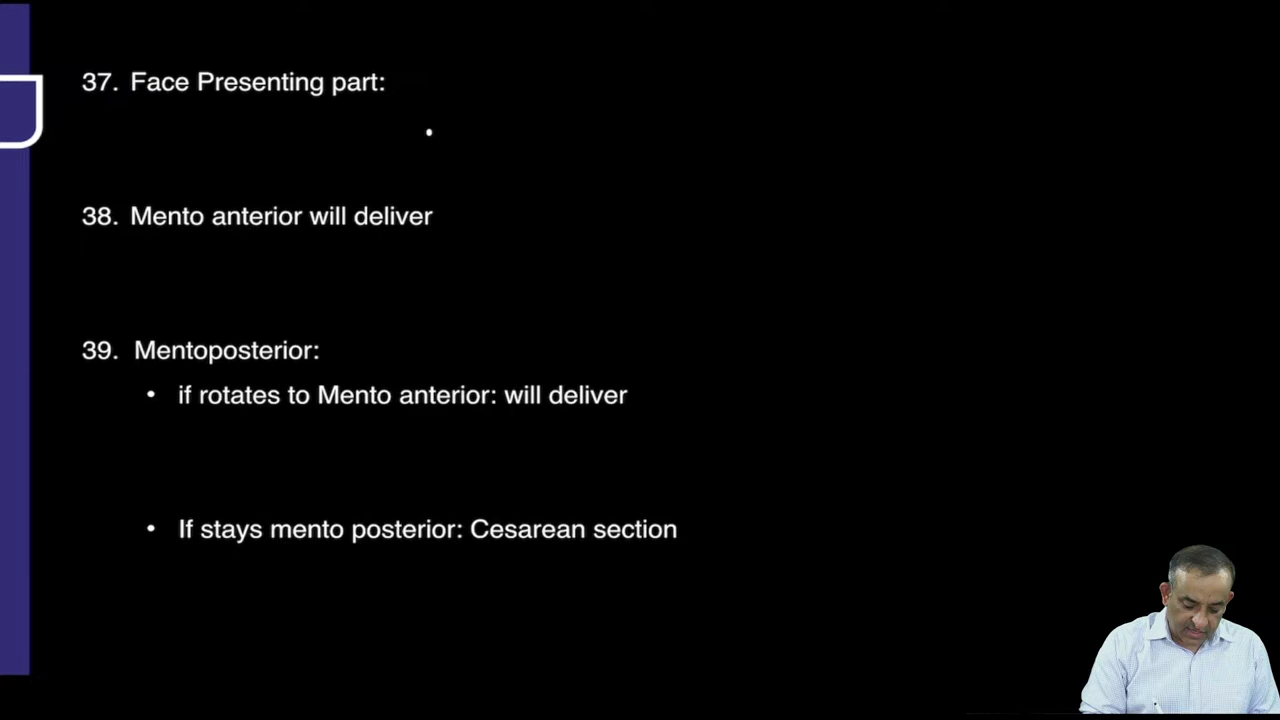 37. Face Presenting part:
38. Mento anterior will deliver
39. Mentoposterior:
• if rotates to Mento anterior: will deliver
• If stays mento posterior: Cesarean section